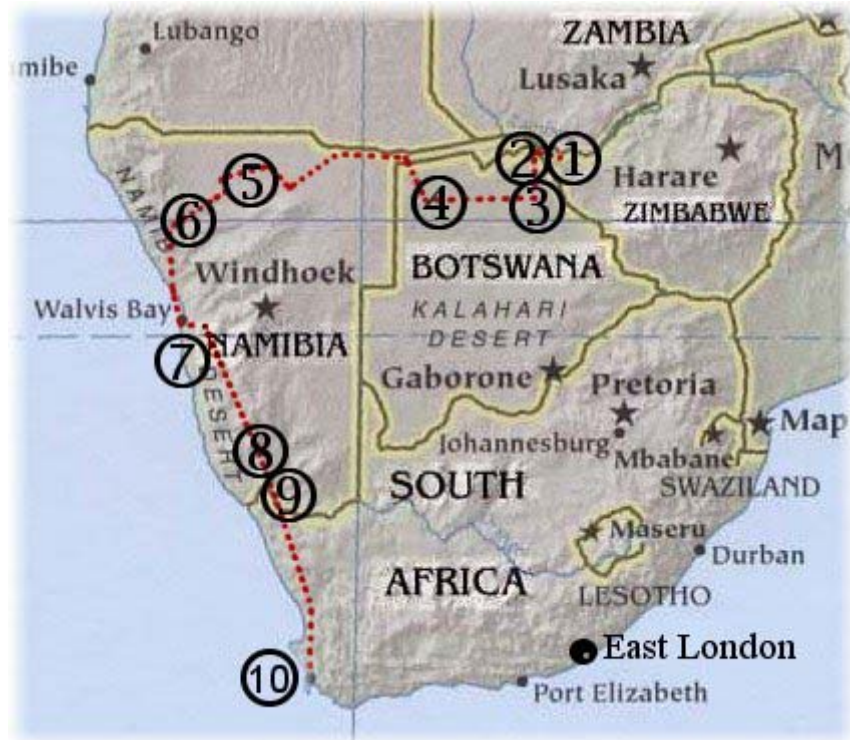 Lubango
ZAMBIA
Lusaka
mibe
2
1
5
Harare
M
4
3
NAMIB
6
ZIMBABWE
Windhoek
BOTSWANA
Walvis Bay
KALAHARI
DESERT
NAMIBIA
7
Gaborone
Pretoria
DESERT
Map
8
Johannesburg
Mbabane
9
SOUTH
SWAZILAND
Maseru
Durban
AFRICA
LESOTHO
East London
10
Port Elizabeth